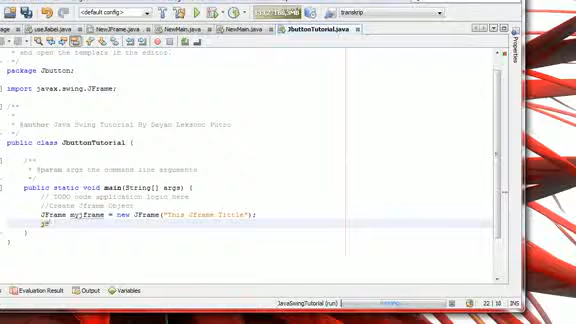 <default config>
transkrip
age
useJlabel.java
NewJFrame.java
NewMain.java
NewMain.java
JbuttonTutorial.java
* and open the template in the editor.
*/
package Jbutton;
import javax.swing.JFrame;
/**
*
* @author Java Swing Tutorial By Seyan Leksono Putro
*/
public class JbuttonTutorial {
/**
* @param args the command line arguments
*/
public static void main(String[] args) {
// TODO code application logic here
//Create Jframe Object
JFrame myjframe = new JFrame("This Jframe Tittle");
}
}
Properties
Evaluation Result
Output
Variables
JavaSwingTutorial (run)
running...
22 | 10
INS